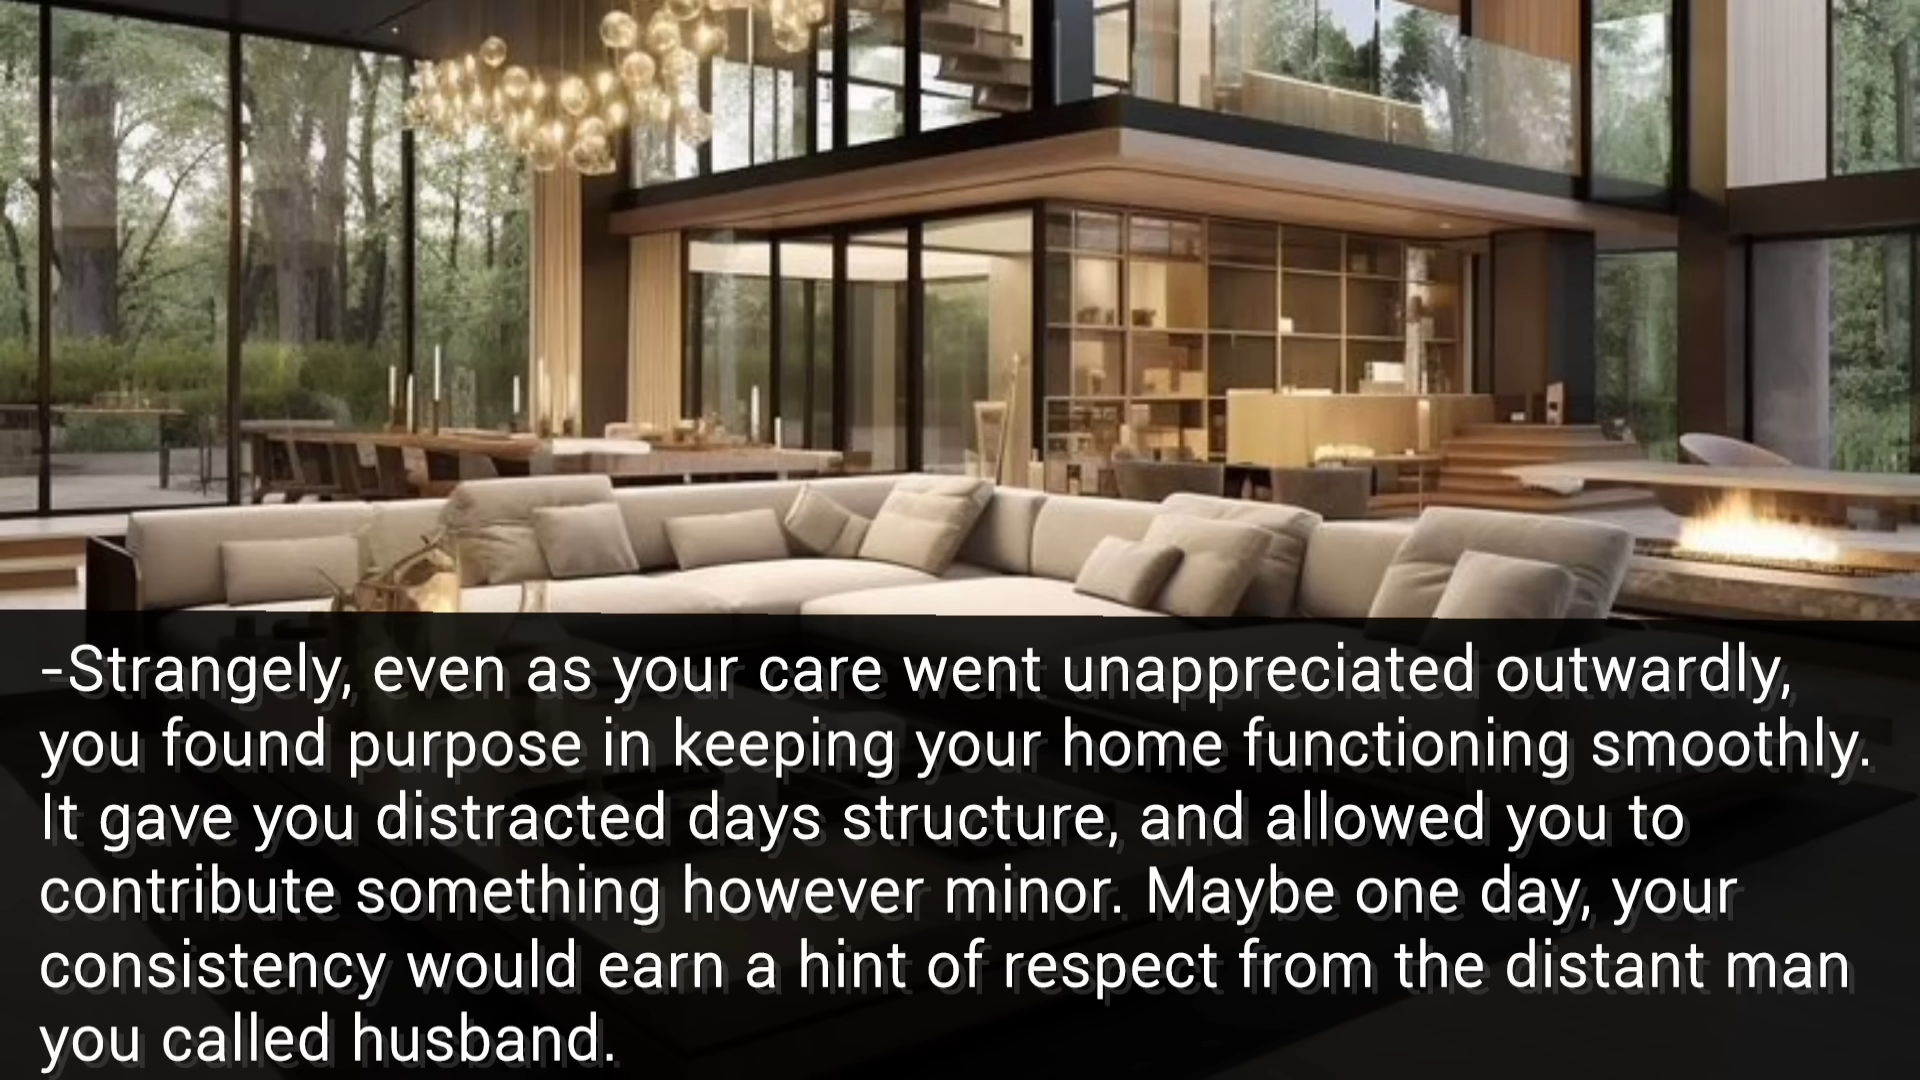 -Strangely, even as your care went unappreciated outwardly,
you found purpose in keeping your home functioning smoothly.
It gave you distracted days structure, and allowed you to
contribute something however minor. Maybe one day, your
consistency would earn a hint of respect from the distant man
you called husband.